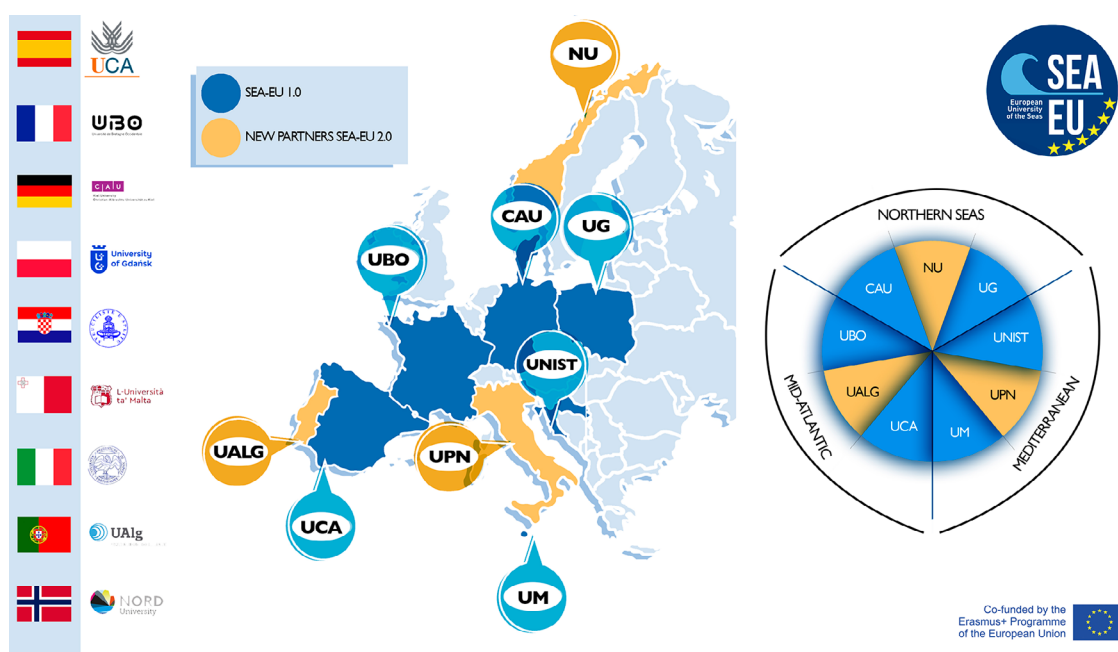 UCA
UBO
Université de Bretagne Occidentale
C|A|U
University
of Gdańsk
L-Università
ta' Malta
UAlg
NORD
University
SEA-EU 1.0
NEW PARTNERS SEA-EU 2.0
NU
CAU
UG
UBO
UNIST
UALG
UPN
UCA
UM
SEA
EU
European
University
of the Seas
NORTHERN SEAS
MID-ATLANTIC
MEDITERRANEAN
NU
CAU
UG
UBO
UNIST
UALG
UPN
UCA
UM
Co-funded by the
Erasmus+ Programme
of the European Union